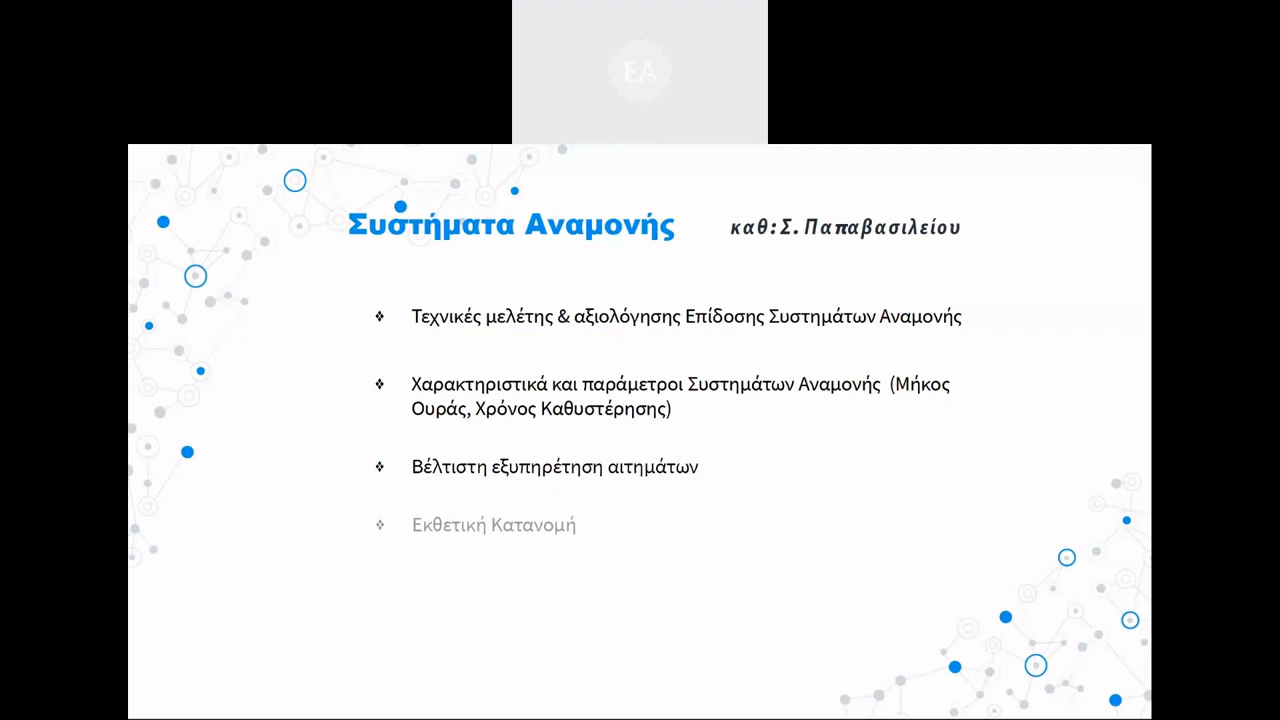 EA
Συστήματα Αναμονής καθ: Σ. Παπαβασιλείου
❖ Τεχνικές μελέτης & αξιολόγησης Επίδοσης Συστημάτων Αναμονής
❖ Χαρακτηριστικά και παράμετροι Συστημάτων Αναμονής (Μήκος
Ουράς, Χρόνος Καθυστέρησης)
❖ Βέλτιστη εξυπηρέτηση αιτημάτων
❖ Εκθετική Κατανομή